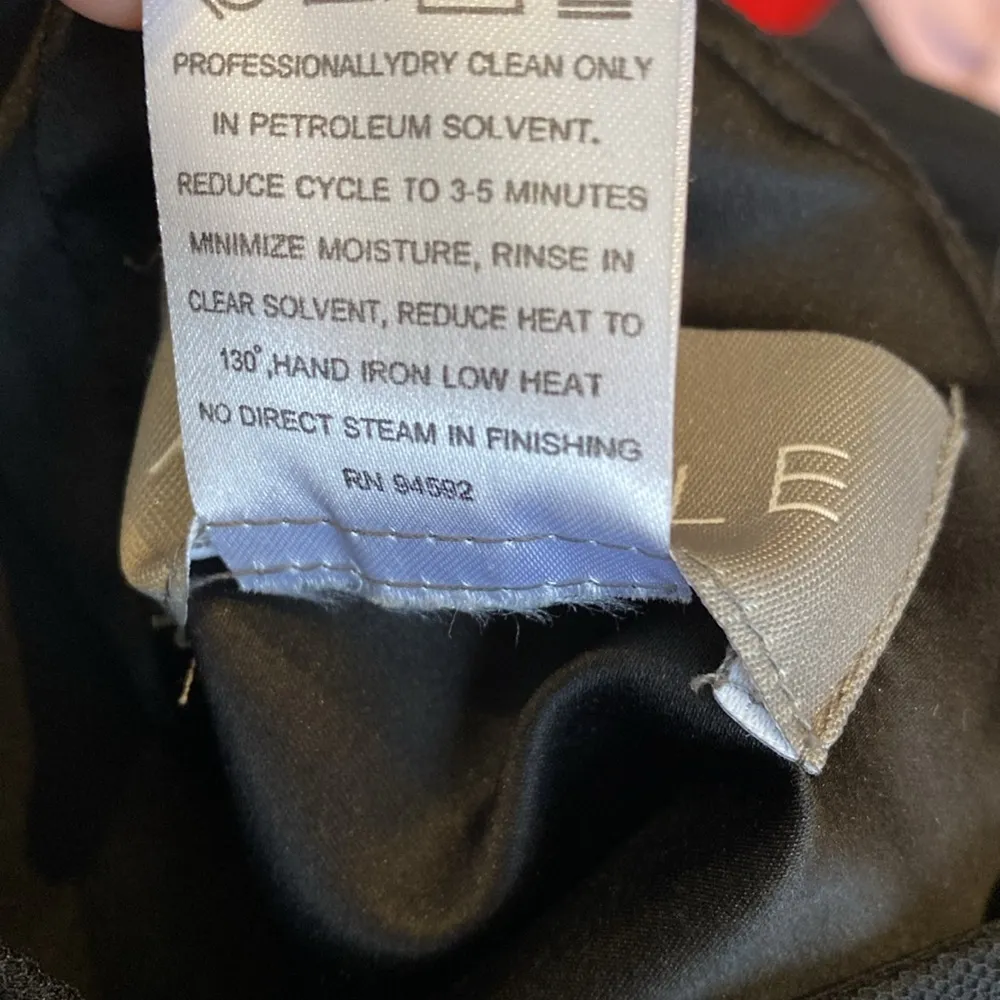 PROFESSIONALLYDRY CLEAN ONLY
IN PETROLEUM SOLVENT.
REDUCE CYCLE TO 3-5 MINUTES
MINIMIZE MOISTURE, RINSE IN
CLEAR SOLVENT, REDUCE HEAT TO
130°,HAND IRON LOW HEAT
NO DIRECT STEAM IN FINISHING
RN 94592
LE